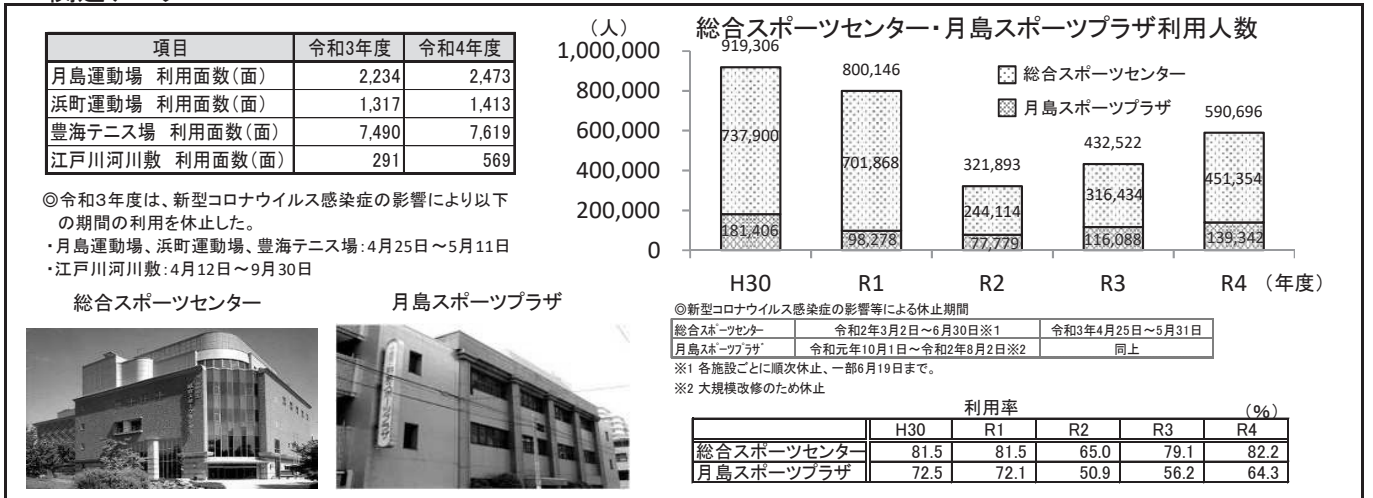 項目 令和3年度 令和4年度
月島運動場 利用面数(面) 2,234 2,473
浜町運動場 利用面数(面) 1,317 1,413
豊海テニス場 利用面数(面) 7,490 7,619
江戸川河川敷 利用面数(面) 291 569
◎令和3年度は、新型コロナウイルス感染症の影響により以下
の期間の利用を休止した。
・月島運動場、浜町運動場、豊海テニス場:4月25日~5月11日
・江戸川河川敷:4月12日~9月30日
総合スポーツセンター 月島スポーツプラザ
総合スポーツセンター・月島スポーツプラザ利用人数
(人)
1,000,000
800,000
600,000
400,000
200,000
0
919,306
737,900
181,406
800,146
701,868
98,278
321,893
244,114
77,779
432,522
316,434
116,088
590,696
451,354
139,342
総合スポーツセンター
月島スポーツプラザ
H30 R1 R2 R3 R4 (年度)
◎新型コロナウイルス感染症の影響等による休止期間
総合スポーツセンター 令和2年3月2日~6月30日※1 令和3年4月25日~5月31日
月島スポーツプラザ 令和元年10月1日~令和2年8月2日※2 同上
※1 各施設ごとに順次休止、一部6月19日まで。
※2 大規模改修のため休止
利用率 (%)
H30 R1 R2 R3 R4
総合スポーツセンター 81.5 81.5 65.0 79.1 82.2
月島スポーツプラザ 72.5 72.1 50.9 56.2 64.3